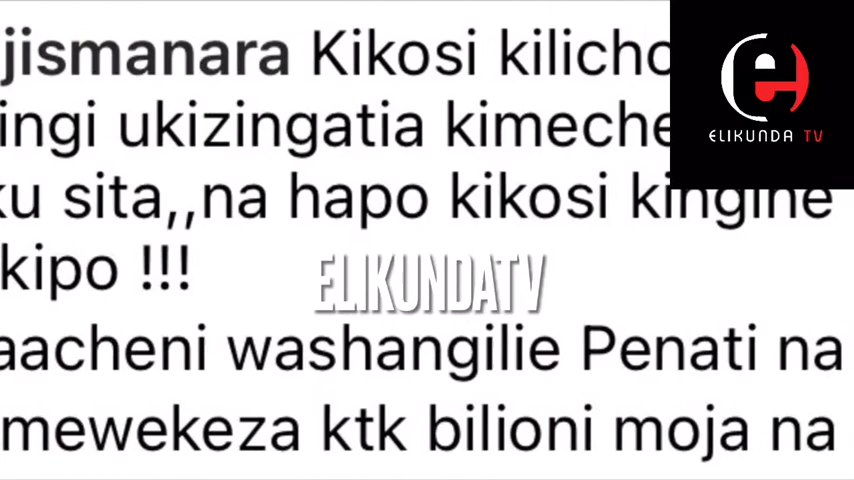 jismanara Kikosi kilicho
ingi ukizingatia kimeche
ku sita,,na hapo kikosi kingine
kipo !!!
aacheni washangilie Penati na
mewekeza ktk bilioni moja na
ELIKUNDA TV
ELIKUNDATV